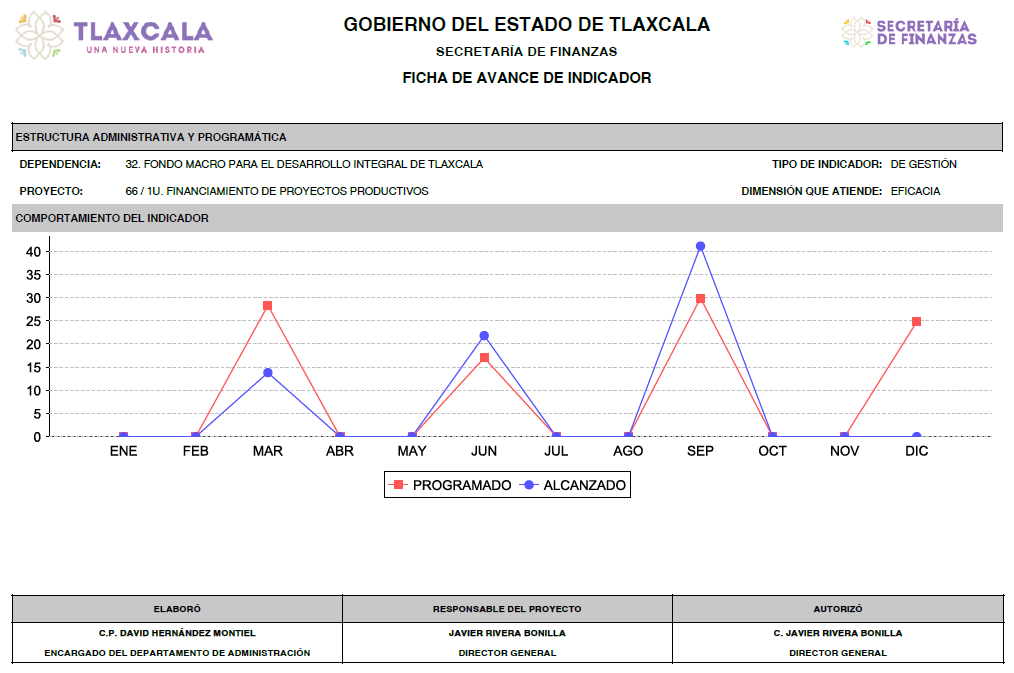 TLAXCALA
UNA NUEVA HISTORIA
GOBIERNO DEL ESTADO DE TLAXCALA
SECRETARÍA DE FINANZAS
FICHA DE AVANCE DE INDICADOR
SECRETARÍA
DE FINANZAS
ESTRUCTURA ADMINISTRATIVA Y PROGRAMÁTICA
DEPENDENCIA: 32. FONDO MACRO PARA EL DESARROLLO INTEGRAL DE TLAXCALA TIPO DE INDICADOR: DE GESTIÓN
PROYECTO: 66 / 1U. FINANCIAMIENTO DE PROYECTOS PRODUCTIVOS DIMENSIÓN QUE ATIENDE: EFICACIA
COMPORTAMIENTO DEL INDICADOR
40
35
30
25
20
15
10
5
0
ENE FEB MAR ABR MAY JUN JUL AGO SEP OCT NOV DIC
PROGRAMADO ALCANZADO
ELABORÓ RESPONSABLE DEL PROYECTO AUTORIZÓ
C.P. DAVID HERNÁNDEZ MONTIEL JAVIER RIVERA BONILLA C. JAVIER RIVERA BONILLA
ENCARGADO DEL DEPARTAMENTO DE ADMINISTRACIÓN DIRECTOR GENERAL DIRECTOR GENERAL